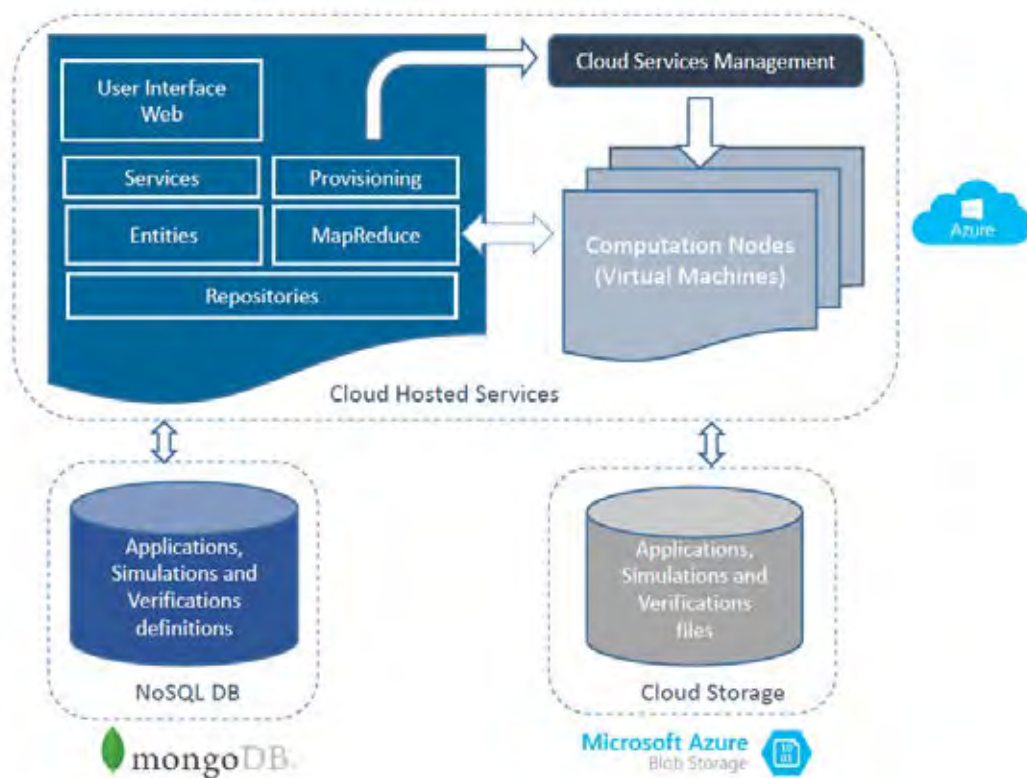 User Interface
Web
Cloud Services Management
Services
Provisioning
Entities
MapReduce
Repositories
Computation Nodes
(Virtual Machines)
Azure
Cloud Hosted Services
Applications,
Simulations and
Verifications
definitions
NoSQL DB
mongoDB.
Applications,
Simulations and
Verifications
files
Cloud Storage
Microsoft Azure
Blob Storage
10
01